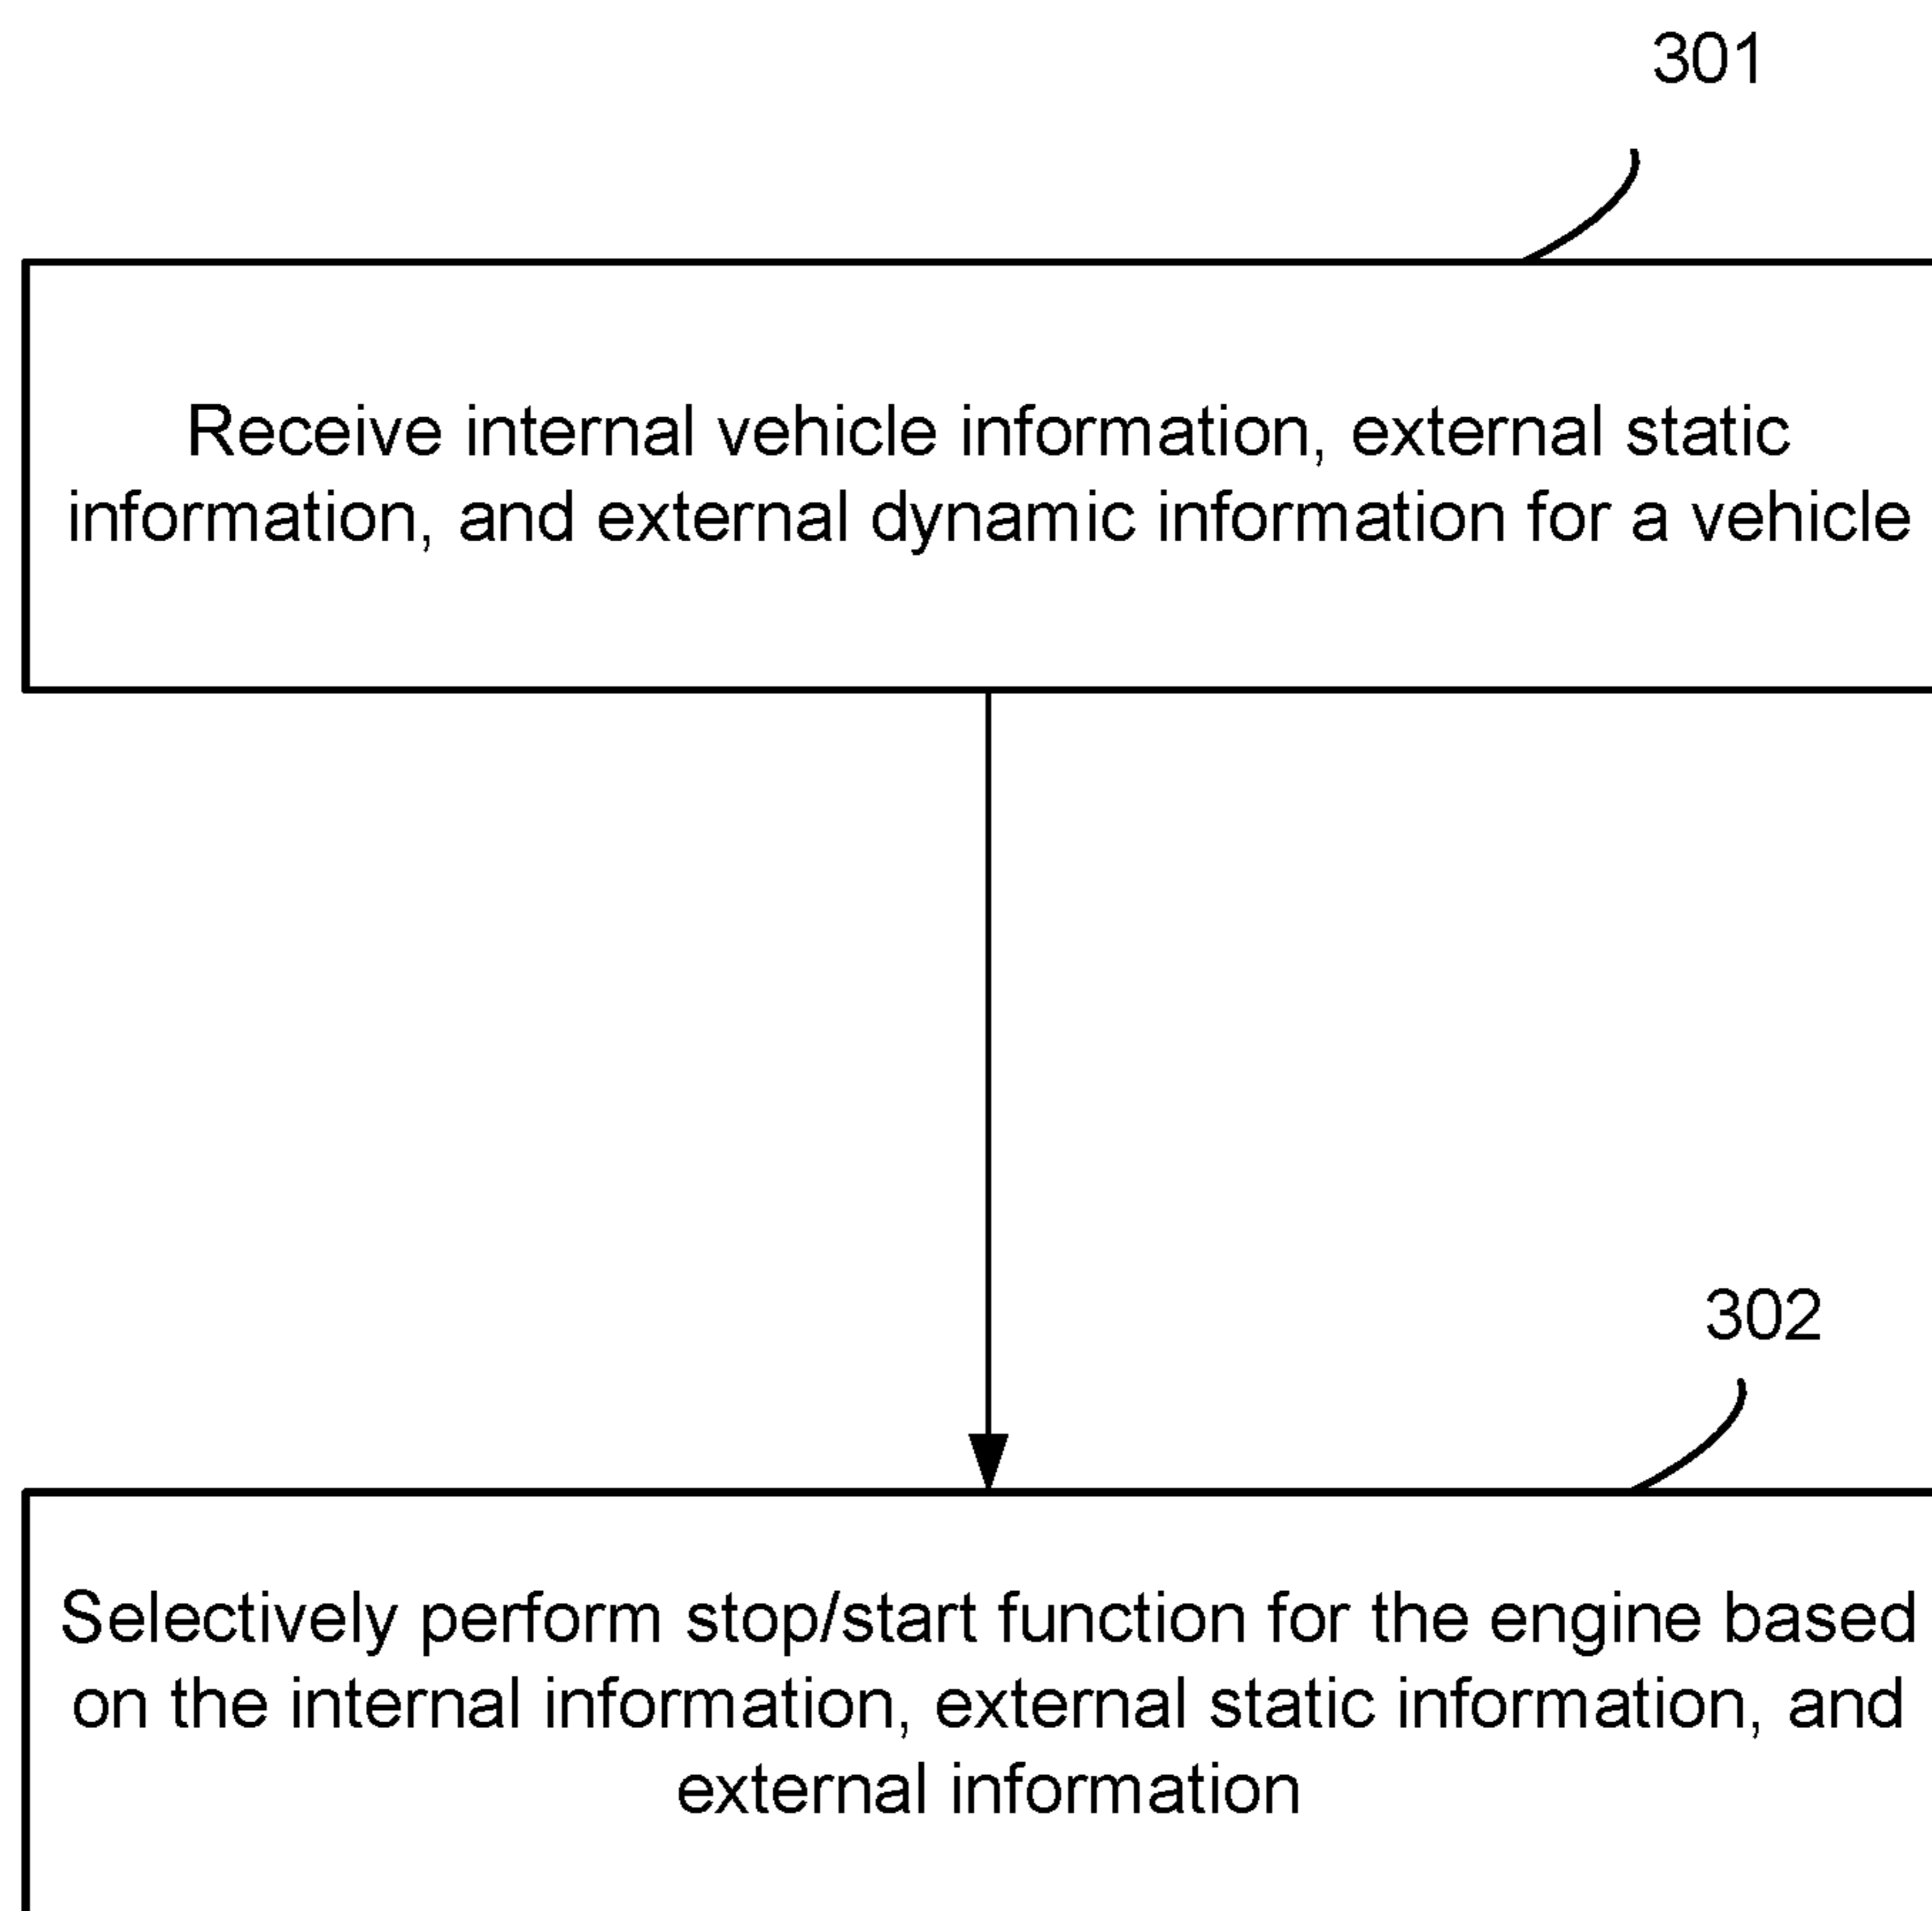 301
Receive internal vehicle information, external static
information, and external dynamic information for a vehicle
302
Selectively perform stop/start function for the engine based
on the internal information, external static information, and
external information